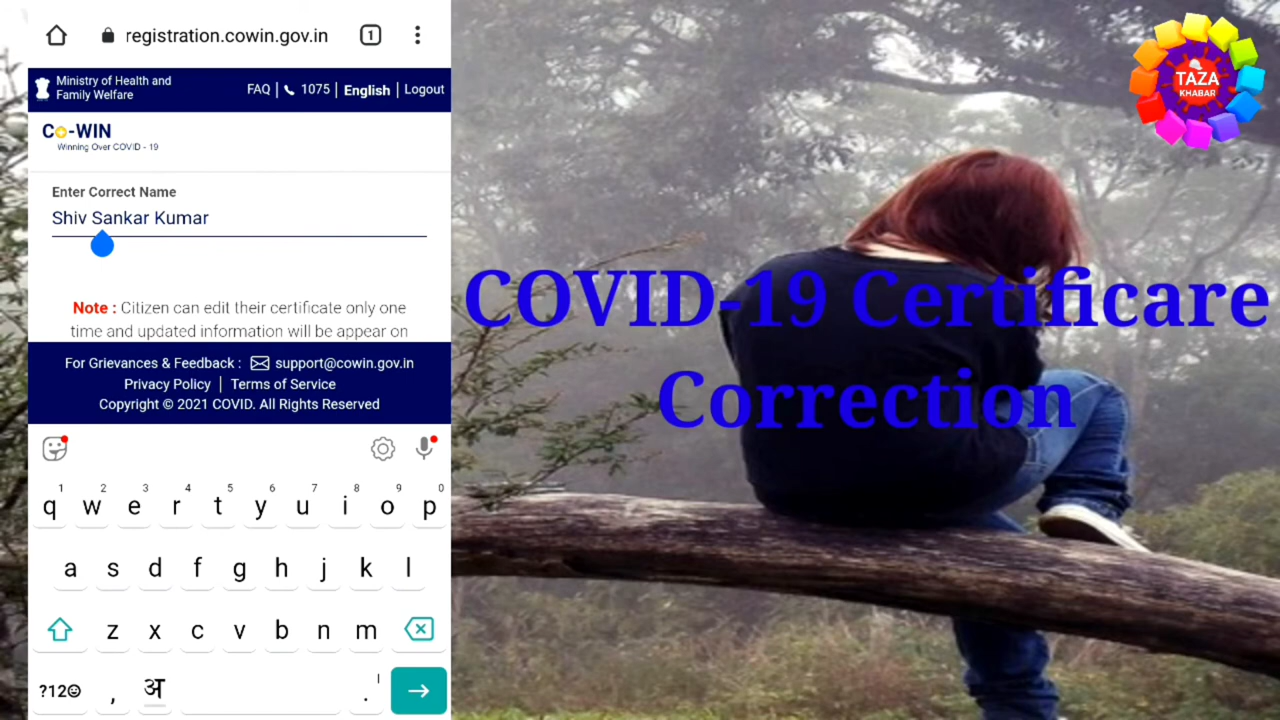 registration.cowin.gov.in
1
Ministry of Health and
Family Welfare
FAQ | 1075 | English | Logout
Co-WIN
Winning Over COVID - 19
Enter Correct Name
Shiv Sankar Kumar
Note : Citizen can edit their certificate only one
time and updated information will be appear on
For Grievances & Feedback : support@cowin.gov.in
Privacy Policy | Terms of Service
Copyright © 2021 COVID. All Rights Reserved
1 2 3 4 5 6 7 8 9 0
q w e r t y u i o p
a s d f g h j k l
z x c v b n m
?12☺ , अ . !
TAZA
KHABAR
COVID-19 Certificare
Correction